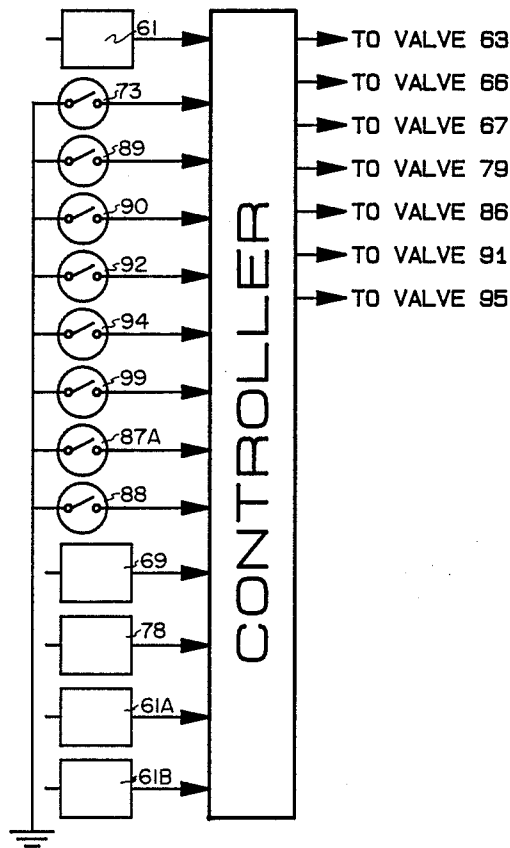 61
TO VALVE 63
TO VALVE 66
73
TO VALVE 67
89
TO VALVE 79
90
TO VALVE 86
92
TO VALVE 91
94
TO VALVE 95
99
87A
88
69
78
61A
61B
CONTROLLER